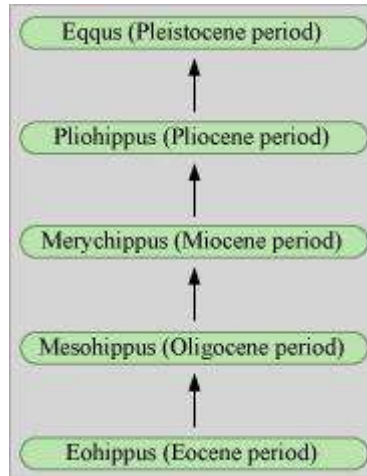 Eqqus (Pleistocene period)
Pliohippus (Pliocene period)
Merychippus (Miocene period)
Mesohippus (Oligocene period)
Eohippus (Eocene period)